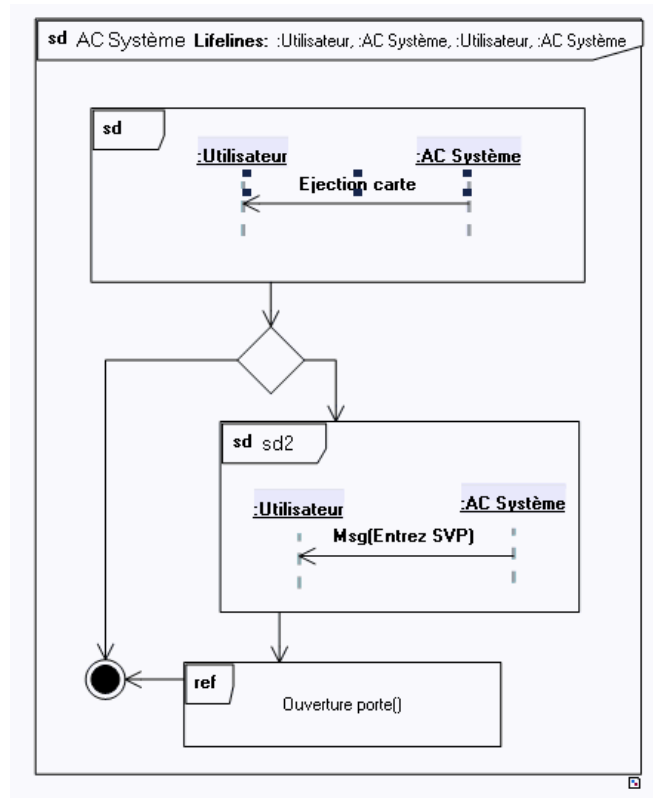 sd AC Système Lifelines: :Utilisateur, :AC Système, :Utilisateur, :AC Système
sd
:Utilisateur :AC Système
Ejection carte
sd sd2
:Utilisateur :AC Système
Msg(Entrez SVP)
ref
Ouverture porte()